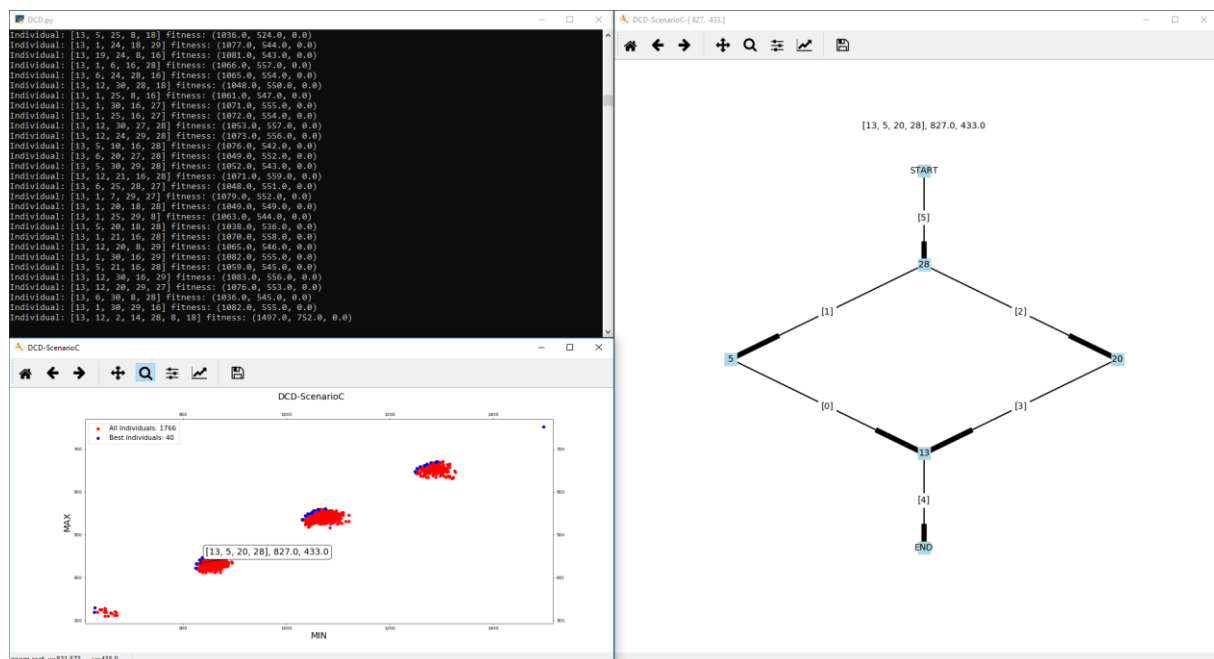 DCD.py
Individual: [13, 5, 25, 8, 18] fitness: (1036.0, 524.0, 0.0)
Individual: [13, 1, 24, 18, 29] fitness: (1077.0, 544.0, 0.0)
Individual: [13, 19, 24, 8, 16] fitness: (1081.0, 543.0, 0.0)
Individual: [13, 1, 6, 16, 28] fitness: (1066.0, 557.0, 0.0)
Individual: [13, 6, 24, 28, 16] fitness: (1065.0, 554.0, 0.0)
Individual: [13, 12, 30, 28, 18] fitness: (1048.0, 550.0, 0.0)
Individual: [13, 1, 25, 8, 16] fitness: (1061.0, 547.0, 0.0)
Individual: [13, 1, 30, 16, 27] fitness: (1071.0, 555.0, 0.0)
Individual: [13, 1, 25, 16, 27] fitness: (1072.0, 554.0, 0.0)
Individual: [13, 12, 30, 27, 28] fitness: (1053.0, 557.0, 0.0)
Individual: [13, 12, 24, 29, 28] fitness: (1073.0, 556.0, 0.0)
Individual: [13, 5, 10, 16, 28] fitness: (1076.0, 542.0, 0.0)
Individual: [13, 6, 20, 27, 28] fitness: (1049.0, 552.0, 0.0)
Individual: [13, 5, 30, 29, 28] fitness: (1052.0, 543.0, 0.0)
Individual: [13, 12, 21, 16, 28] fitness: (1071.0, 559.0, 0.0)
Individual: [13, 6, 25, 28, 27] fitness: (1048.0, 551.0, 0.0)
Individual: [13, 1, 7, 29, 27] fitness: (1079.0, 552.0, 0.0)
Individual: [13, 1, 20, 18, 28] fitness: (1049.0, 549.0, 0.0)
Individual: [13, 1, 25, 29, 8] fitness: (1063.0, 544.0, 0.0)
Individual: [13, 5, 20, 18, 28] fitness: (1038.0, 536.0, 0.0)
Individual: [13, 1, 21, 16, 28] fitness: (1070.0, 558.0, 0.0)
Individual: [13, 12, 20, 8, 29] fitness: (1065.0, 546.0, 0.0)
Individual: [13, 1, 30, 16, 29] fitness: (1082.0, 555.0, 0.0)
Individual: [13, 5, 21, 16, 28] fitness: (1059.0, 545.0, 0.0)
Individual: [13, 12, 30, 16, 29] fitness: (1083.0, 556.0, 0.0)
Individual: [13, 12, 20, 29, 27] fitness: (1076.0, 553.0, 0.0)
Individual: [13, 6, 30, 8, 28] fitness: (1036.0, 545.0, 0.0)
Individual: [13, 1, 30, 29, 16] fitness: (1082.0, 555.0, 0.0)
Individual: [13, 12, 2, 14, 28, 8, 18] fitness: (1497.0, 752.0, 0.0)
DCD-ScenarioC
DCD-ScenarioC
800 1000 1200 1400
All Individuals: 1766
Best Individuals: 40
700 700
600 600
500 500
MAX
[13, 5, 20, 28], 827.0, 433.0
400 400
300 300
800 1000 1200 1400
MIN
DCD-ScenarioC-[ 827. 433.]
[13, 5, 20, 28], 827.0, 433.0
START
[5]
28
[1] [2]
5 20
[0] [3]
13
[4]
END